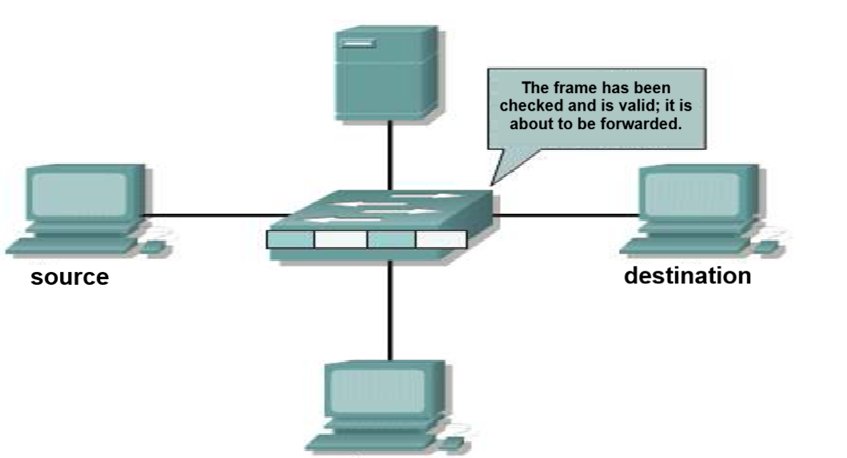 The frame has been
checked and is valid; it is
about to be forwarded.
source
destination